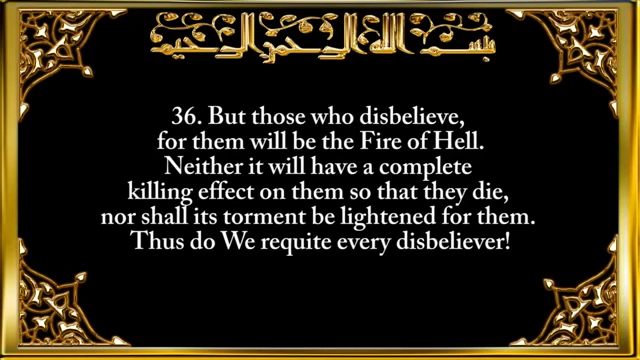 بسم الله الرحمن الرحيم
36. But those who disbelieve,
for them will be the Fire of Hell.
Neither it will have a complete
killing effect on them so that they die,
nor shall its torment be lightened for them.
Thus do We requite every disbeliever!